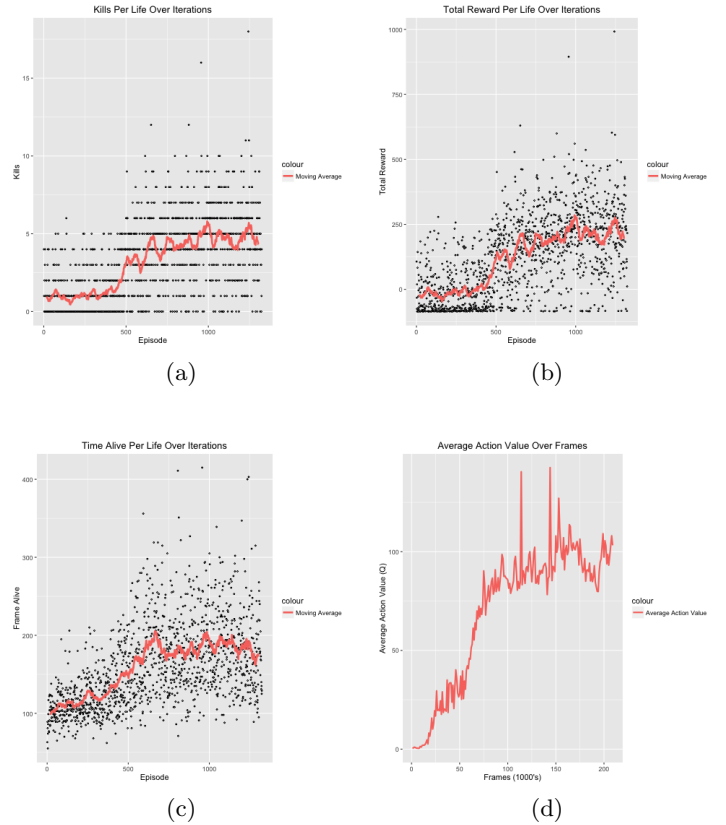 Kills Per Life Over Iterations
15
10
5
0
Kills
0 500 1000
Episode
colour
Moving Average
(a)
Total Reward Per Life Over Iterations
1000
750
500
250
0
Total Reward
0 500 1000
Episode
colour
Moving Average
(b)
Time Alive Per Life Over Iterations
400
300
200
100
Frame Alive
0 500 1000
Episode
colour
Moving Average
(c)
Average Action Value Over Frames
100
50
0
Average Action Value (Q)
0 50 100 150 200
Frames (1000's)
colour
Average Action Value
(d)